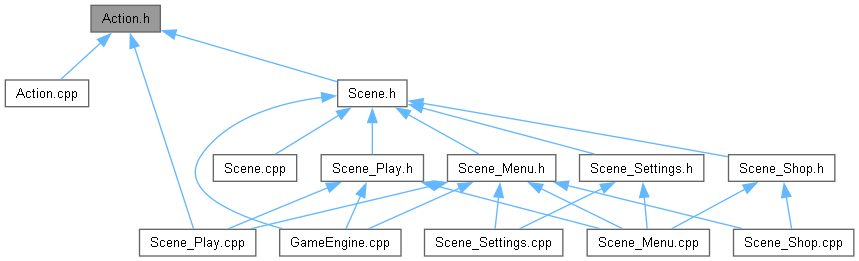 Action.h
Action.cpp
Scene.h
Scene.cpp
Scene_Play.h
Scene_Menu.h
Scene_Settings.h
Scene_Shop.h
Scene_Play.cpp
GameEngine.cpp
Scene_Settings.cpp
Scene_Menu.cpp
Scene_Shop.cpp